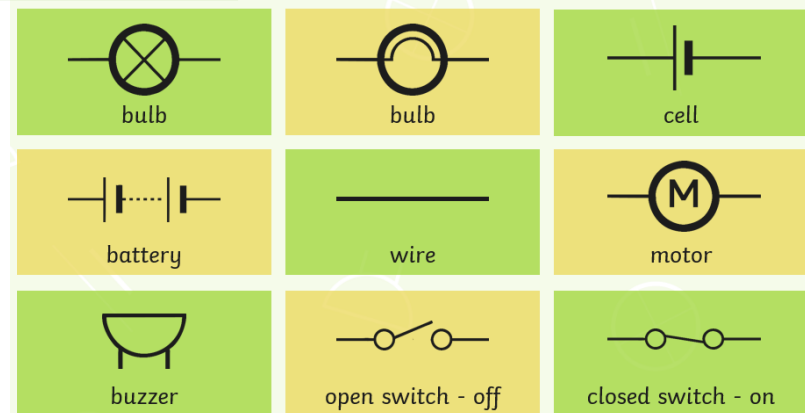 bulb
bulb
cell
battery
wire
M
motor
buzzer
open switch - off
closed switch - on